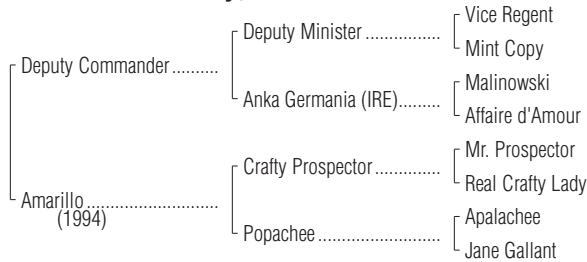 Vice Regent
Deputy Minister ................
Mint Copy
Deputy Commander ..........
Malinowski
Anka Germania (IRE).........
Affaire d'Amour
Mr. Prospector
Crafty Prospector ..............
Real Crafty Lady
Amarillo ............................
(1994)
Apalachee
Popachee ..........................
Jane Gallant